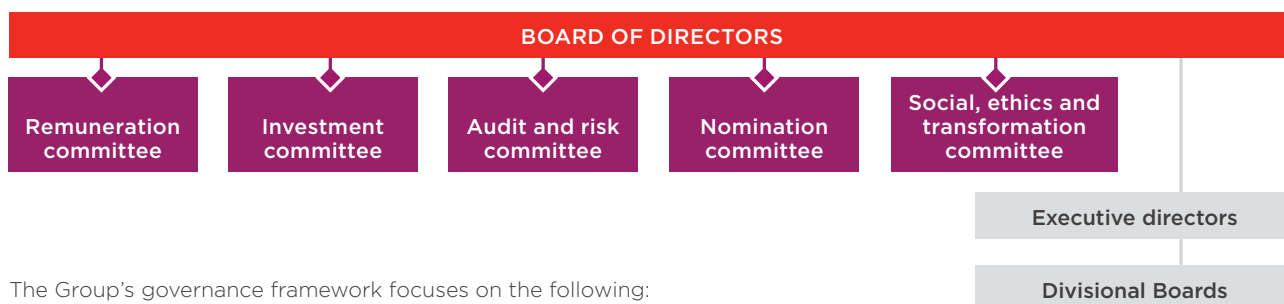 BOARD OF DIRECTORS
Remuneration
committee
Investment
committee
Audit and risk
committee
Nomination
committee
Social, ethics and
transformation
committee
Executive directors
The Group’s governance framework focuses on the following:
Divisional Boards